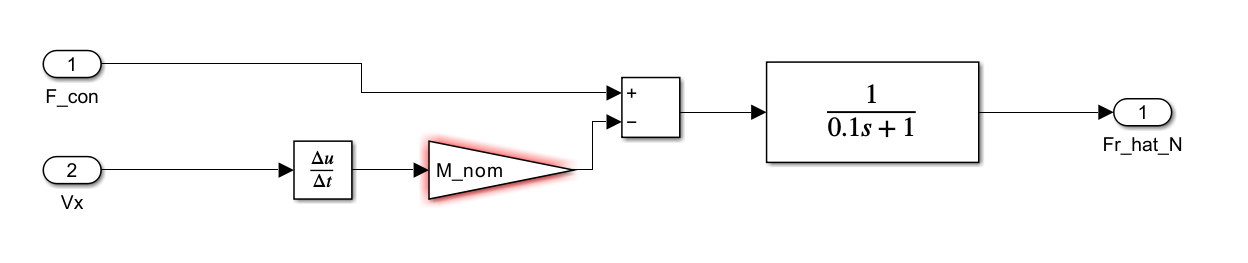 1
F_con
2
Vx
Δu
Δt
M_nom
+
−
1
0.1s + 1
1
Fr_hat_N